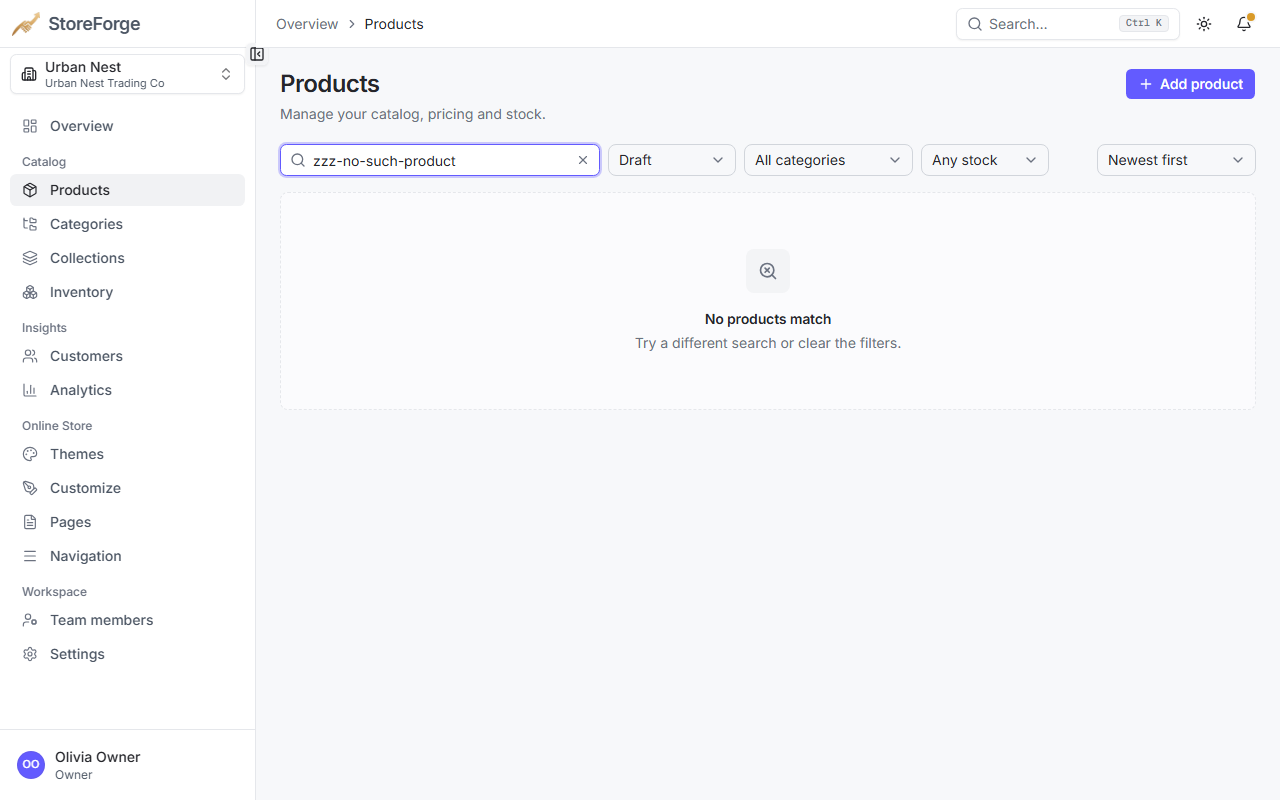 StoreForge
Overview > Products
Search...
Ctrl K
Urban Nest
Urban Nest Trading Co
Overview
Catalog
Products
Categories
Collections
Inventory
Insights
Customers
Analytics
Online Store
Themes
Customize
Pages
Navigation
Workspace
Team members
Settings
OO
Olivia Owner
Owner
Products
Add product
Manage your catalog, pricing and stock.
zzz-no-such-product
Draft
All categories
Any stock
Newest first
No products match
Try a different search or clear the filters.